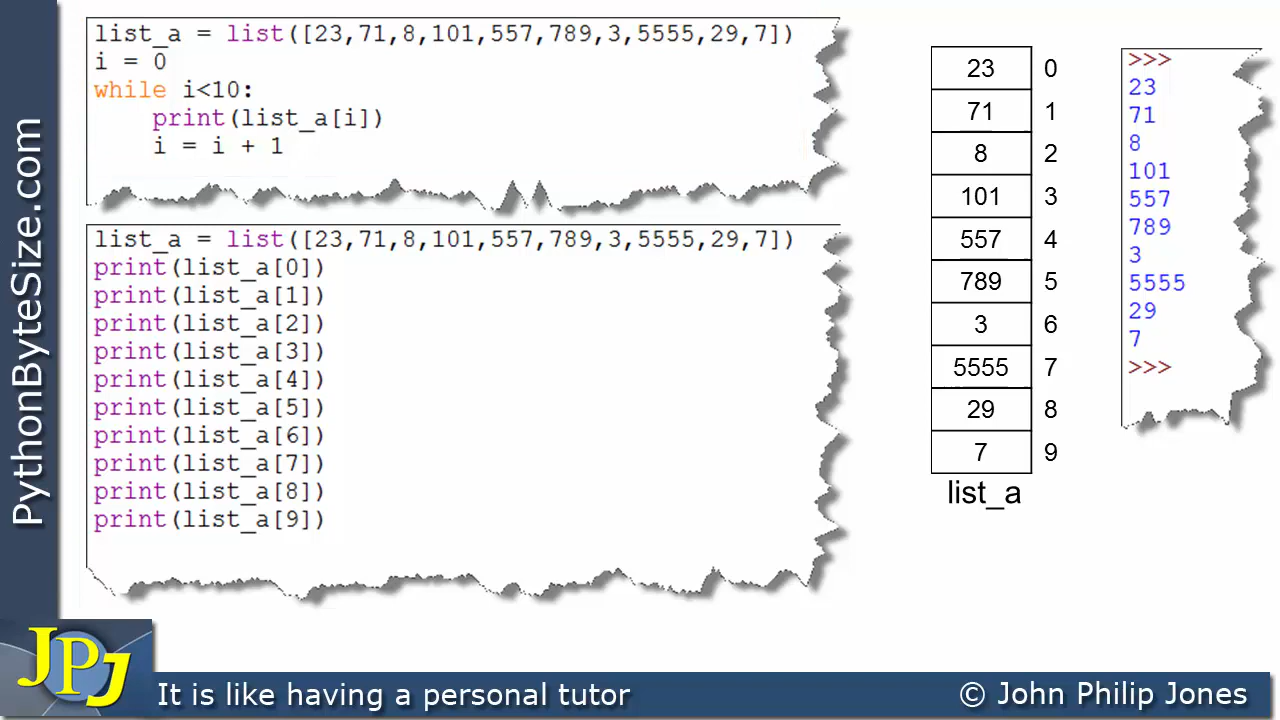 PythonByteSize.com
list_a = list([23,71,8,101,557,789,3,5555,29,7])
i = 0
while i<10:
    print(list_a[i])
    i = i + 1
list_a = list([23,71,8,101,557,789,3,5555,29,7])
print(list_a[0])
print(list_a[1])
print(list_a[2])
print(list_a[3])
print(list_a[4])
print(list_a[5])
print(list_a[6])
print(list_a[7])
print(list_a[8])
print(list_a[9])
23 0
71 1
8 2
101 3
557 4
789 5
3 6
5555 7
29 8
7 9
list_a
>>>
23
71
8
101
557
789
3
5555
29
7
>>>
JPJ
It is like having a personal tutor
© John Philip Jones